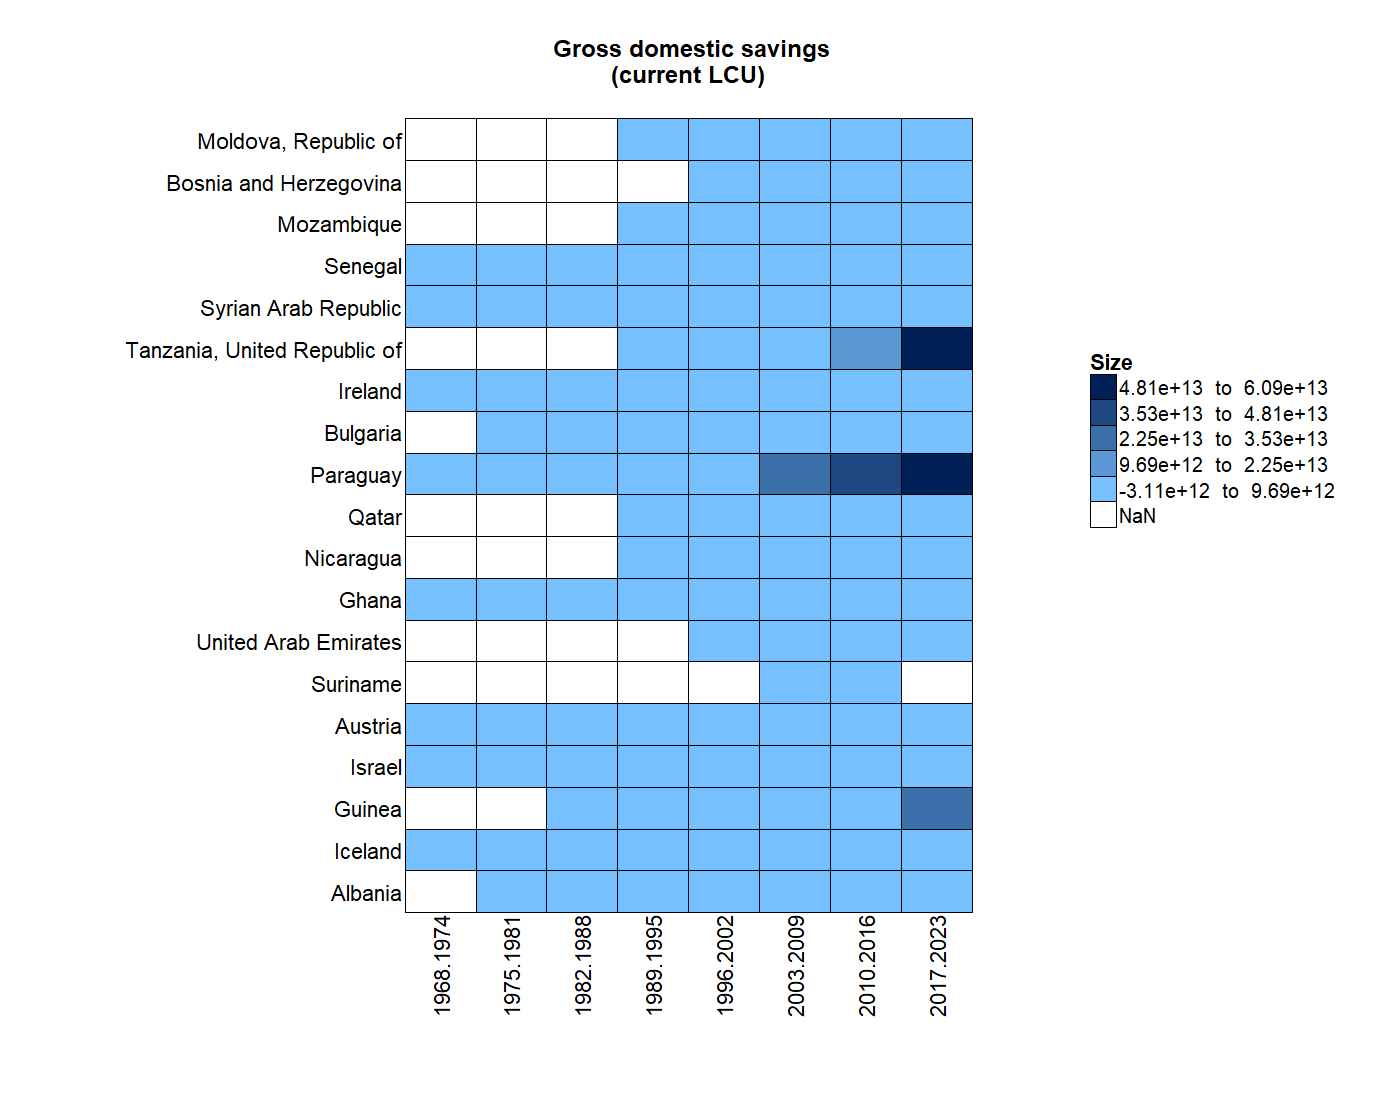 Gross domestic savings
(current LCU)
Moldova, Republic of
Bosnia and Herzegovina
Mozambique
Senegal
Syrian Arab Republic
Tanzania, United Republic of
Ireland
Bulgaria
Paraguay
Qatar
Nicaragua
Ghana
United Arab Emirates
Suriname
Austria
Israel
Guinea
Iceland
Albania
1968.1974
1975.1981
1982.1988
1989.1995
1996.2002
2003.2009
2010.2016
2017.2023
Size
4.81e+13 to 6.09e+13
3.53e+13 to 4.81e+13
2.25e+13 to 3.53e+13
9.69e+12 to 2.25e+13
-3.11e+12 to 9.69e+12
NaN